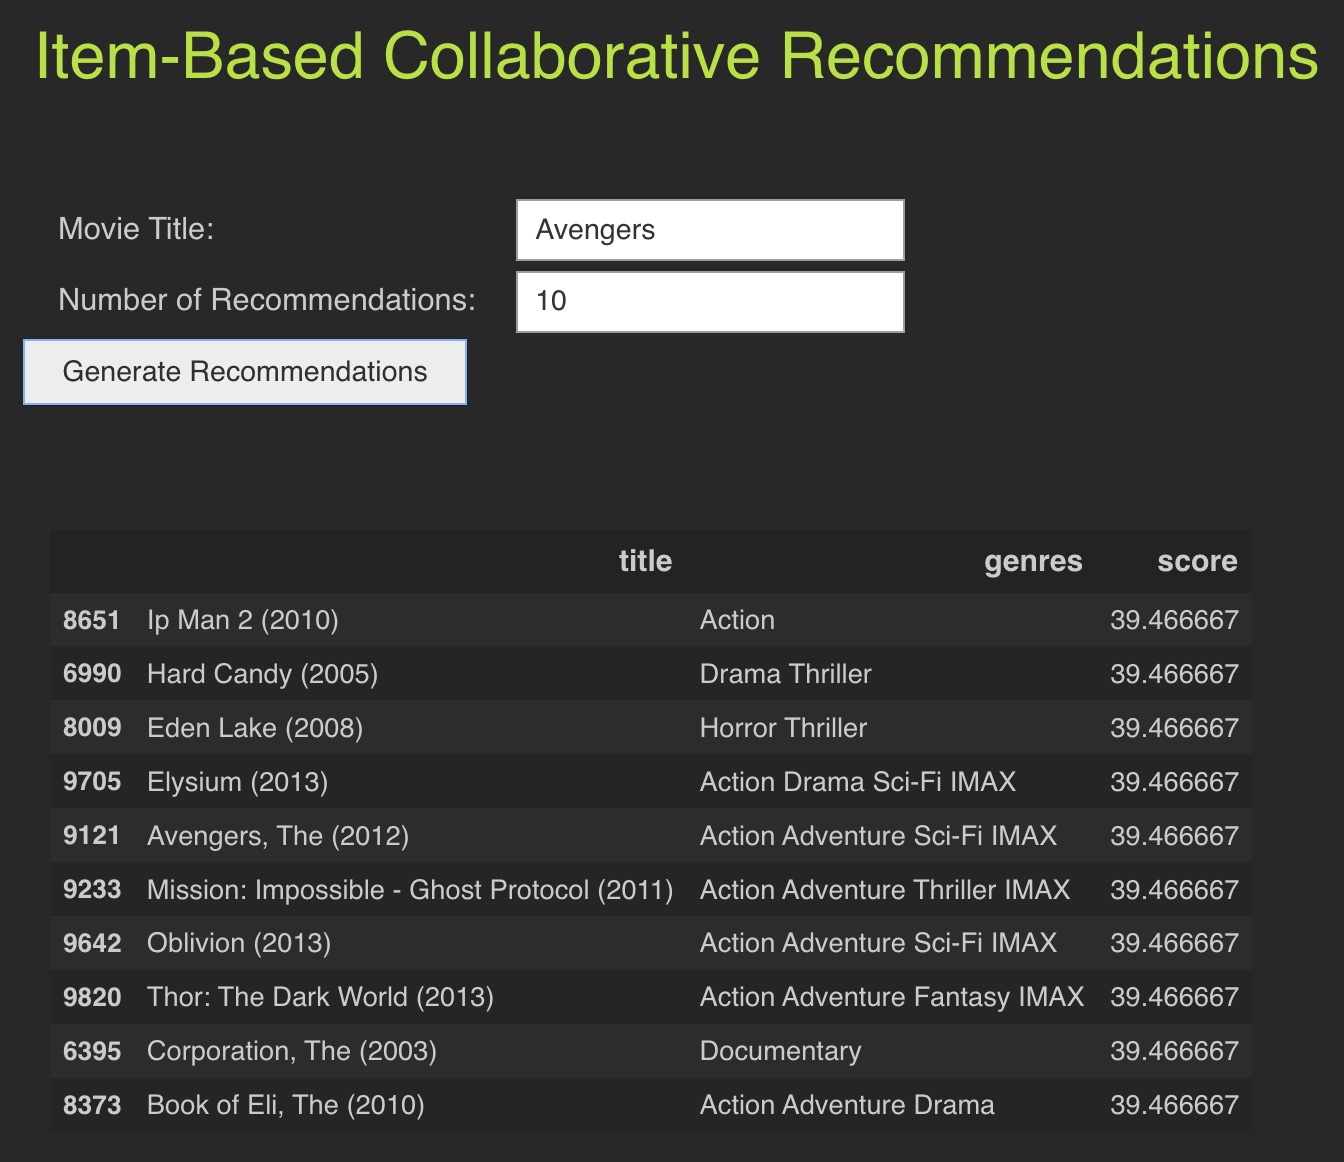 Item-Based Collaborative Recommendations
Movie Title: Avengers
Number of Recommendations: 10
Generate Recommendations
title genres score
8651 Ip Man 2 (2010) Action 39.466667
6990 Hard Candy (2005) Drama Thriller 39.466667
8009 Eden Lake (2008) Horror Thriller 39.466667
9705 Elysium (2013) Action Drama Sci-Fi IMAX 39.466667
9121 Avengers, The (2012) Action Adventure Sci-Fi IMAX 39.466667
9233 Mission: Impossible - Ghost Protocol (2011) Action Adventure Thriller IMAX 39.466667
9642 Oblivion (2013) Action Adventure Sci-Fi IMAX 39.466667
9820 Thor: The Dark World (2013) Action Adventure Fantasy IMAX 39.466667
6395 Corporation, The (2003) Documentary 39.466667
8373 Book of Eli, The (2010) Action Adventure Drama 39.466667